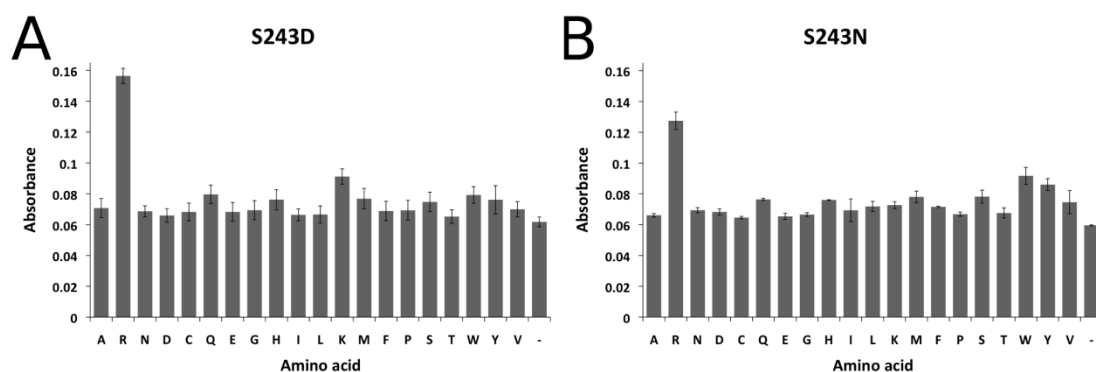 A
S243D
Absorbance
0.16
0.14
0.12
0.1
0.08
0.06
0.04
0.02
0
A R N D C Q E G H I L K M F P S T W Y V -
Amino acid
B
S243N
Absorbance
0.16
0.14
0.12
0.1
0.08
0.06
0.04
0.02
0
A R N D C Q E G H I L K M F P S T W Y V -
Amino acid